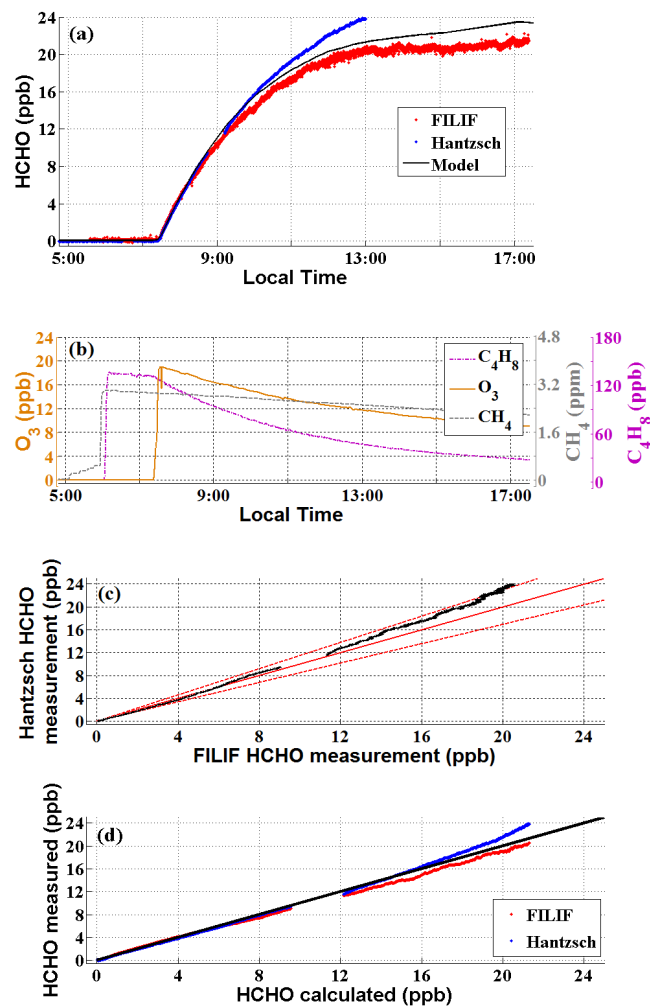 (a)
HCHO (ppb)
24
20
16
12
8
4
0
FILIF
Hantzsch
Model
5:00 9:00 13:00 17:00
Local Time
(b)
O3 (ppb)
24
20
16
12
8
4
0
C4H8
O3
CH4
4.8
3.2
1.6
0
CH4 (ppm)
180
120
60
0
C4H8 (ppb)
5:00 9:00 13:00 17:00
Local Time
(c)
Hantzsch HCHO
measurement (ppb)
24
20
16
12
8
4
0
0 4 8 12 16 20 24
FILIF HCHO measurement (ppb)
(d)
HCHO measured (ppb)
24
20
16
12
8
4
0
FILIF
Hantzsch
0 4 8 12 16 20 24
HCHO calculated (ppb)